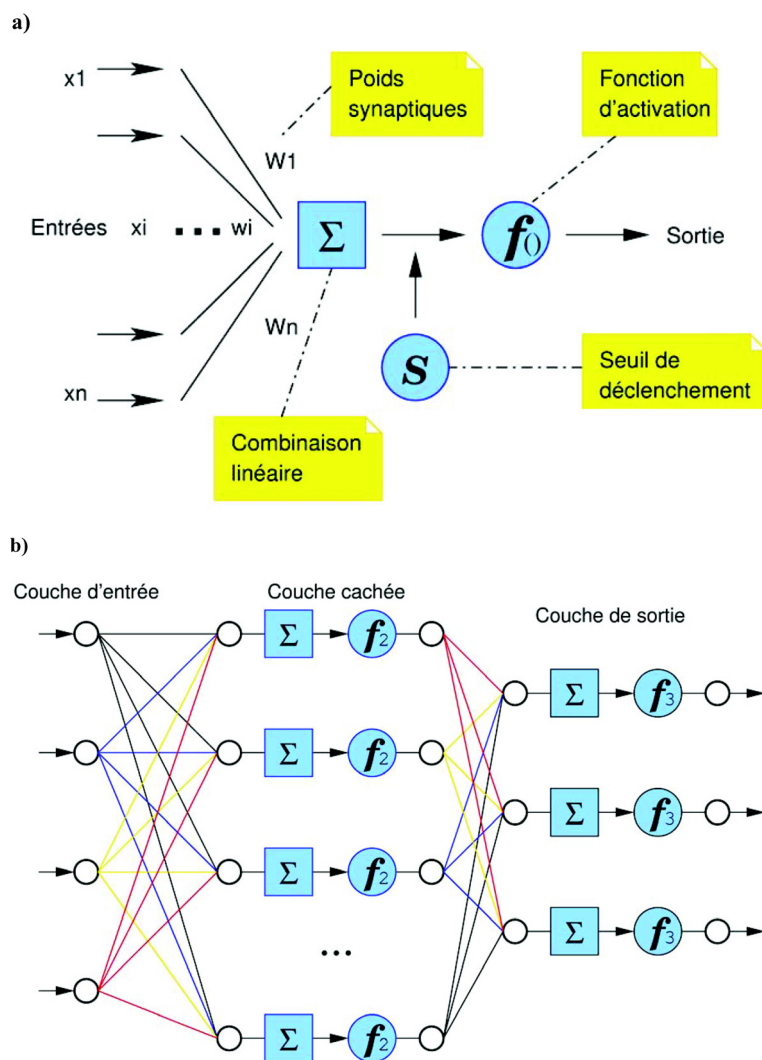 a)
x1
Poids
synaptiques
Fonction
d'activation
W1
Entrées xi ... wi
Σ
f()
Sortie
Wn
S
xn
Seuil de
déclenchement
Combinaison
linéaire
b)
Couche d'entrée
Couche cachée
Couche de sortie
Σ f2
Σ f3
Σ f2
Σ f3
Σ f2
Σ f3
...
Σ f2